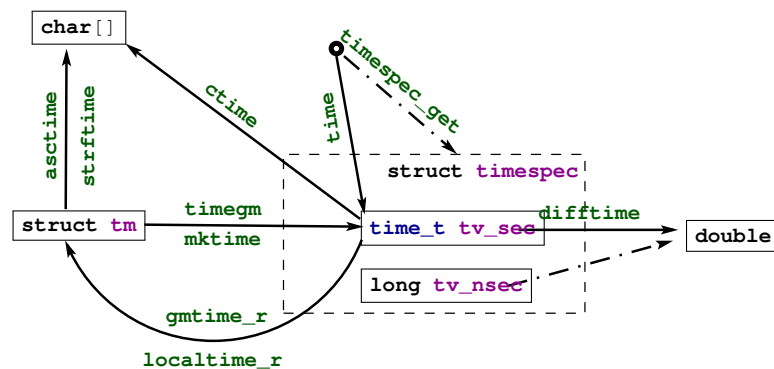 char[]
timespec_get
ctime
time
asctime
strftime
struct timespec
timegm
struct tm
mktime
time_t tv_sec
difftime
double
long tv_nsec
gmtime_r
localtime_r